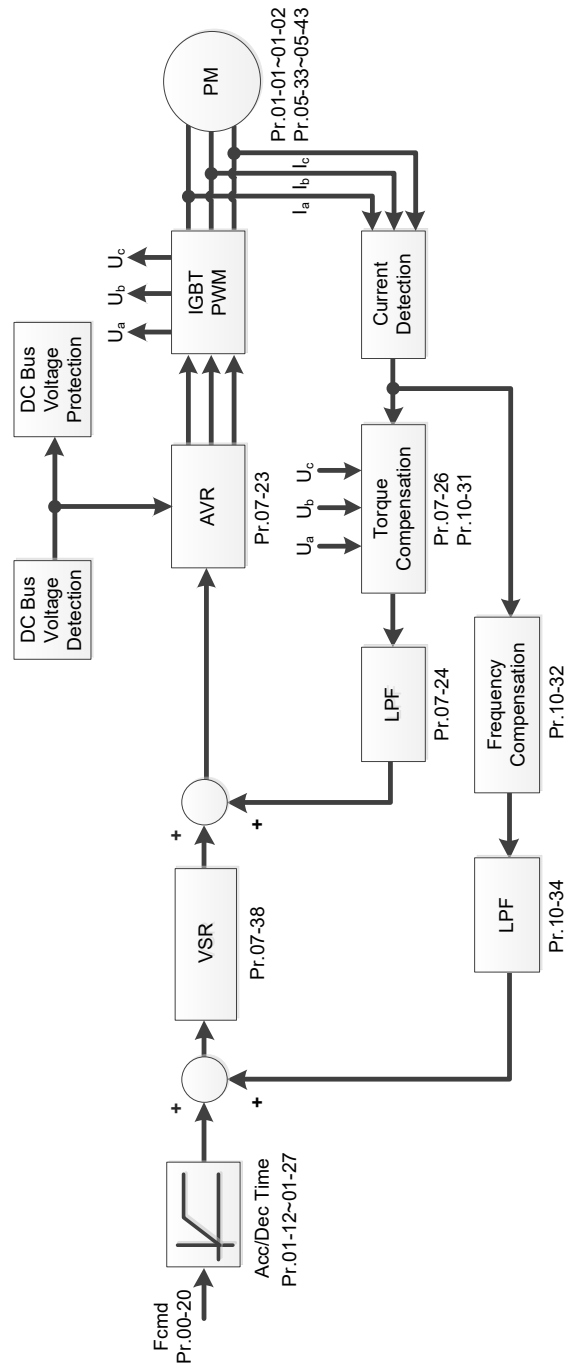 Fcmd
Pr.00-20
Acc/Dec Time
Pr.01-12~01-27
+
+
VSR
Pr.07-38
+
+
DC Bus
Voltage
Detection
DC Bus
Voltage
Protection
AVR
Pr.07-23
Ua
Ub
Uc
IGBT
PWM
PM
Pr.01-01~01-02
Pr.05-33~05-43
Ia
Ib
Ic
Current
Detection
Ua
Ub
Uc
Torque
Compensation
Pr.07-26
Pr.10-31
LPF
Pr.07-24
Frequency
Compensation
Pr.10-32
LPF
Pr.10-34